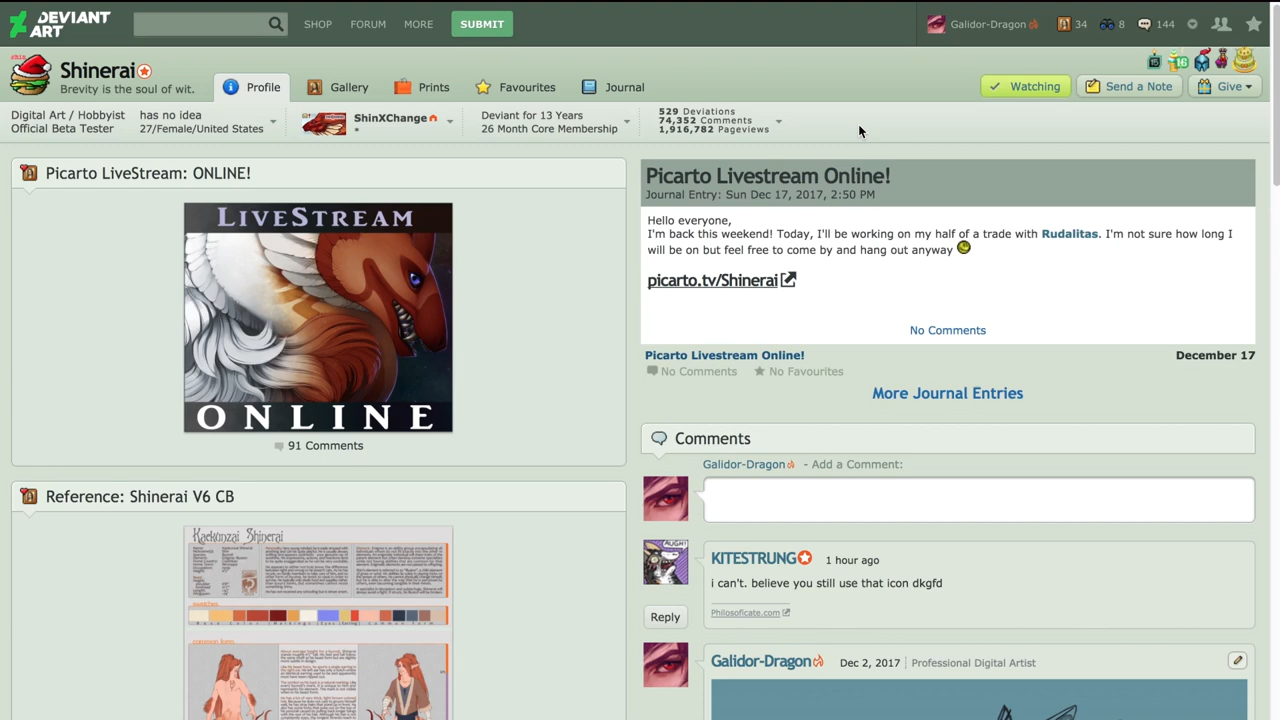 DEVIANT ART
SHOP FORUM MORE SUBMIT
Galidor-Dragon 34 8 144
shin
Shinerai
Brevity is the soul of wit.
Profile Gallery Prints Favourites Journal
15 16
Watching Send a Note Give
Digital Art / Hobbyist
Official Beta Tester
has no idea
27/Female/United States
ShinXChange
*
Deviant for 13 Years
26 Month Core Membership
529 Deviations
74,352 Comments
1,916,782 Pageviews
Picarto LiveStream: ONLINE!
LIVESTREAM
ONLINE
91 Comments
Reference: Shinerai V6 CB
Kaekunzai Shinerai
swatches
common form
Picarto Livestream Online!
Journal Entry: Sun Dec 17, 2017, 2:50 PM
Hello everyone,
I'm back this weekend! Today, I'll be working on my half of a trade with Rudalitas. I'm not sure how long I
will be on but feel free to come by and hang out anyway
picarto.tv/Shinerai
No Comments
Picarto Livestream Online! December 17
No Comments No Favourites
More Journal Entries
Comments
Galidor-Dragon - Add a Comment:
AUGH!
KITESTRUNG 1 hour ago
i can't. believe you still use that icon dkgfd
Philosoficate.com
Reply
Galidor-Dragon Dec 2, 2017 Professional Digital Artist